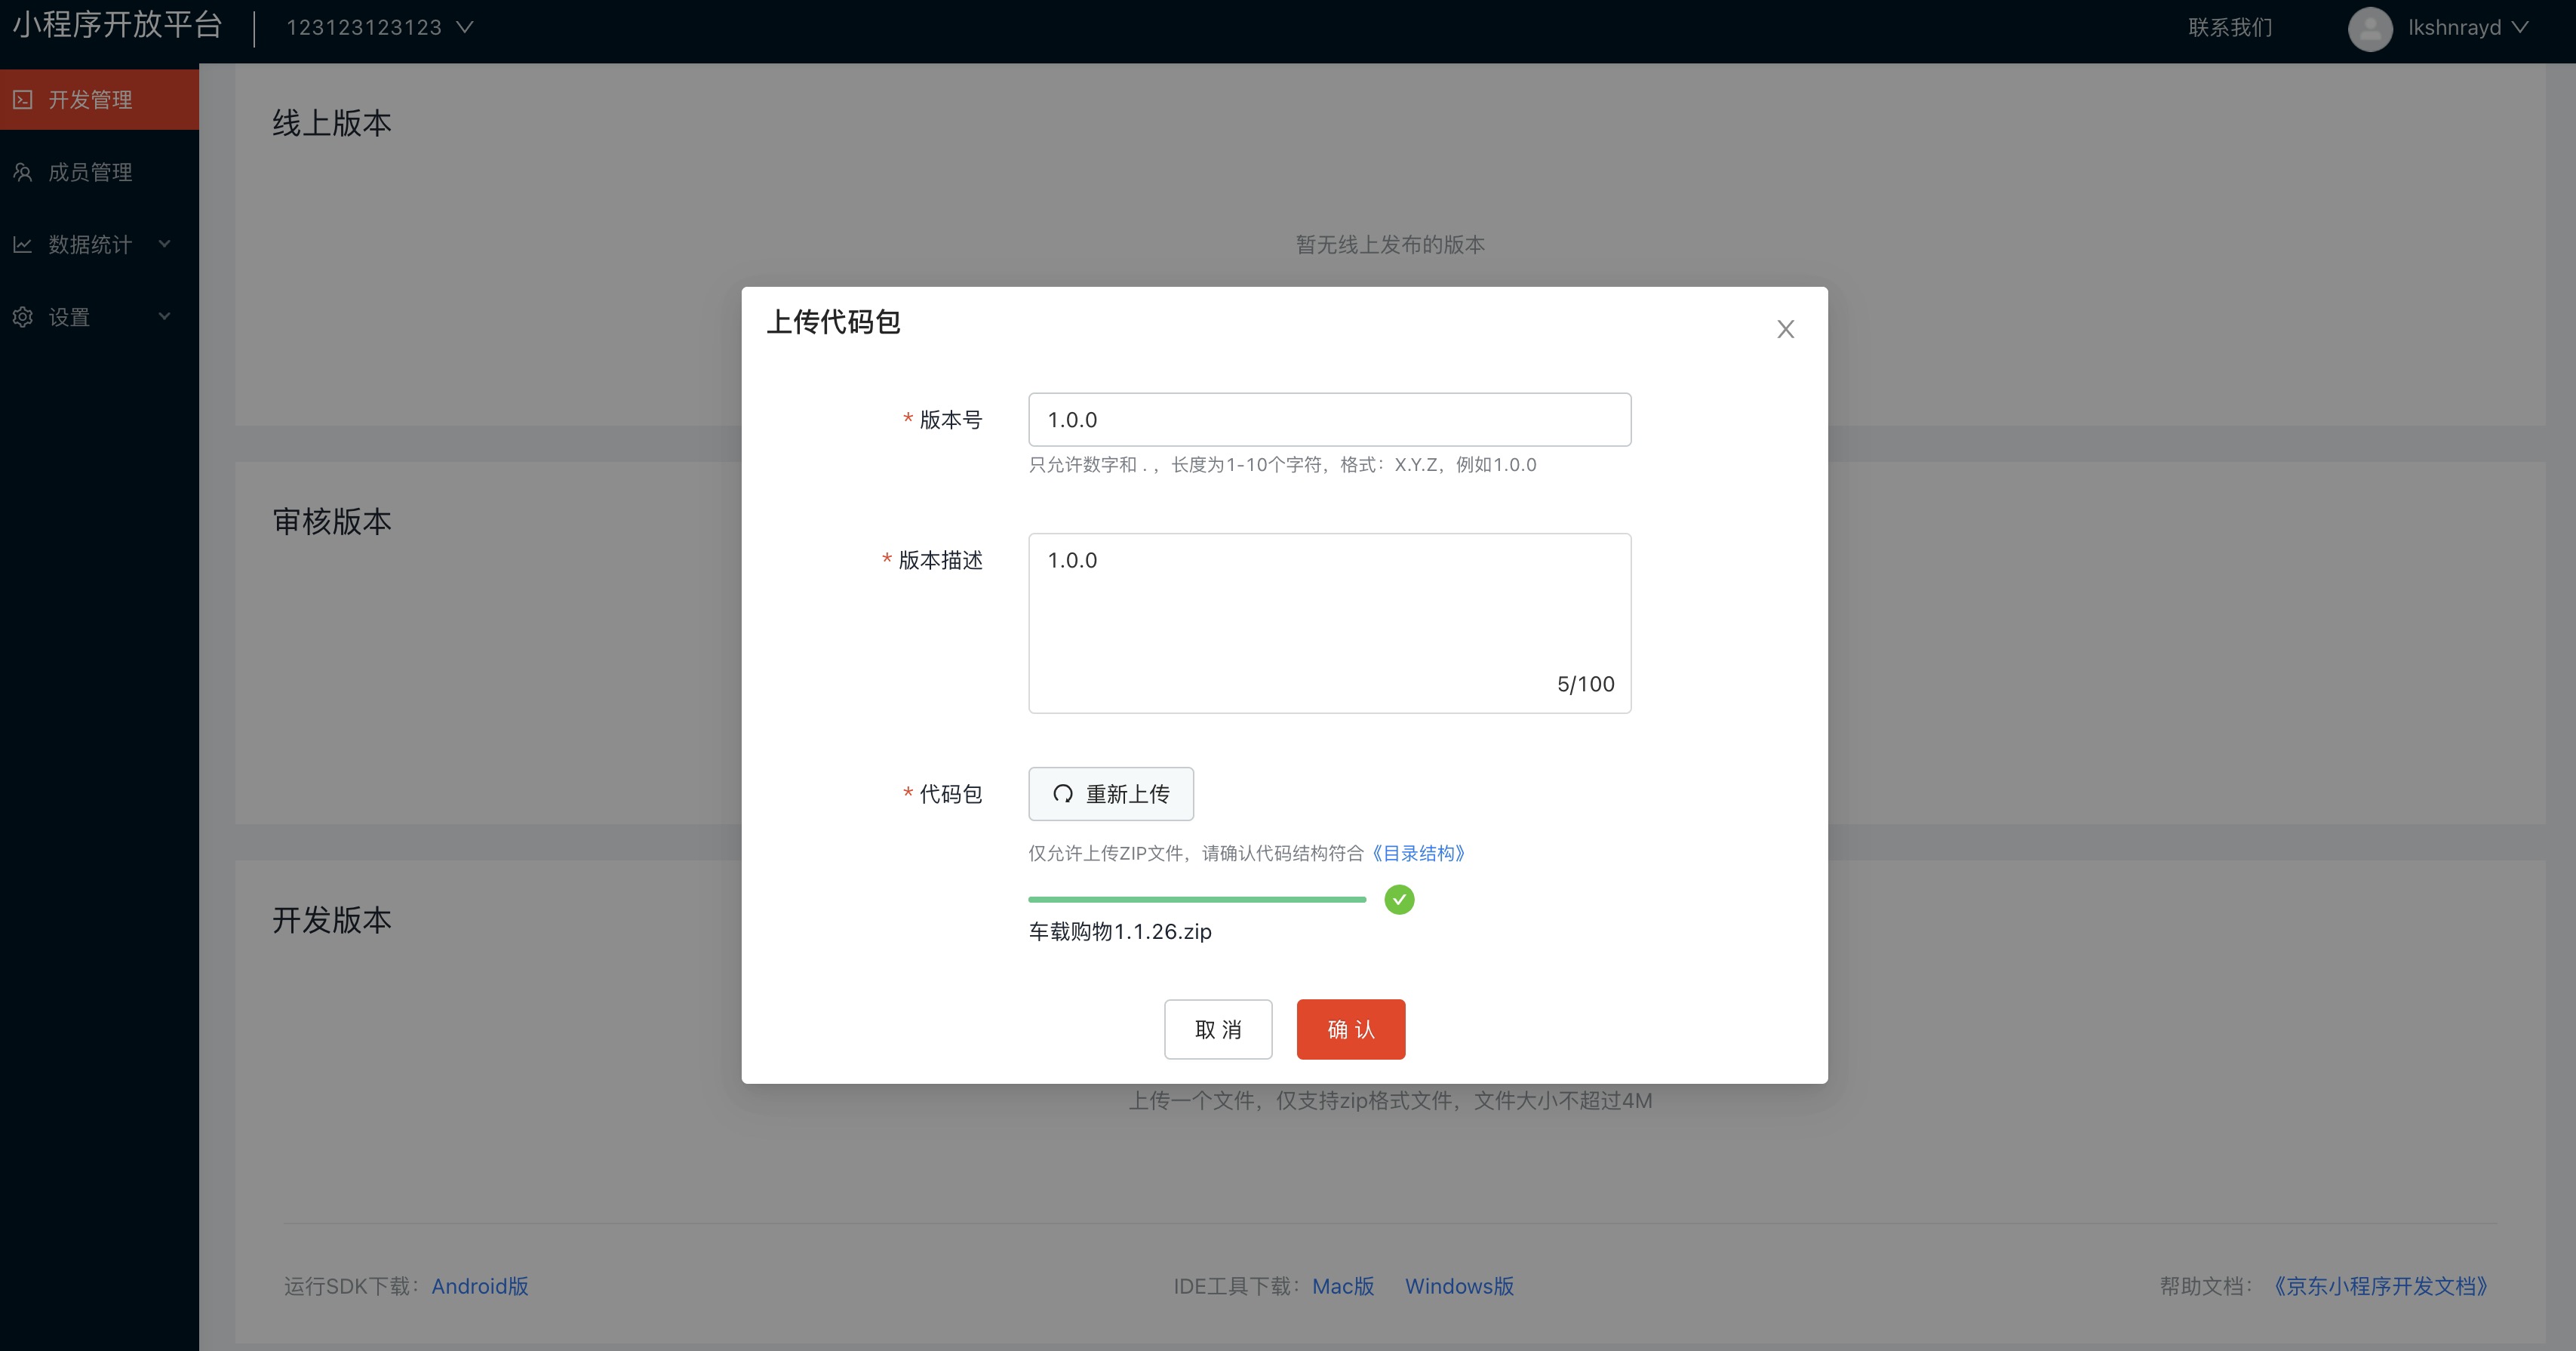 小程序开放平台
123123123123
联系我们
lkshnrayd
开发管理
成员管理
数据统计
设置
线上版本
暂无线上发布的版本
上传代码包
* 版本号
1.0.0
只允许数字和 . ，长度为1-10个字符，格式：X.Y.Z，例如1.0.0
审核版本
* 版本描述
1.0.0
5/100
* 代码包
重新上传
仅允许上传ZIP文件，请确认代码结构符合《目录结构》
车载购物1.1.26.zip
开发版本
取 消
确 认
上传一个文件，仅支持zip格式文件，文件大小不超过4M
运行SDK下载：Android版
IDE工具下载：Mac版 Windows版
帮助文档：《京东小程序开发文档》